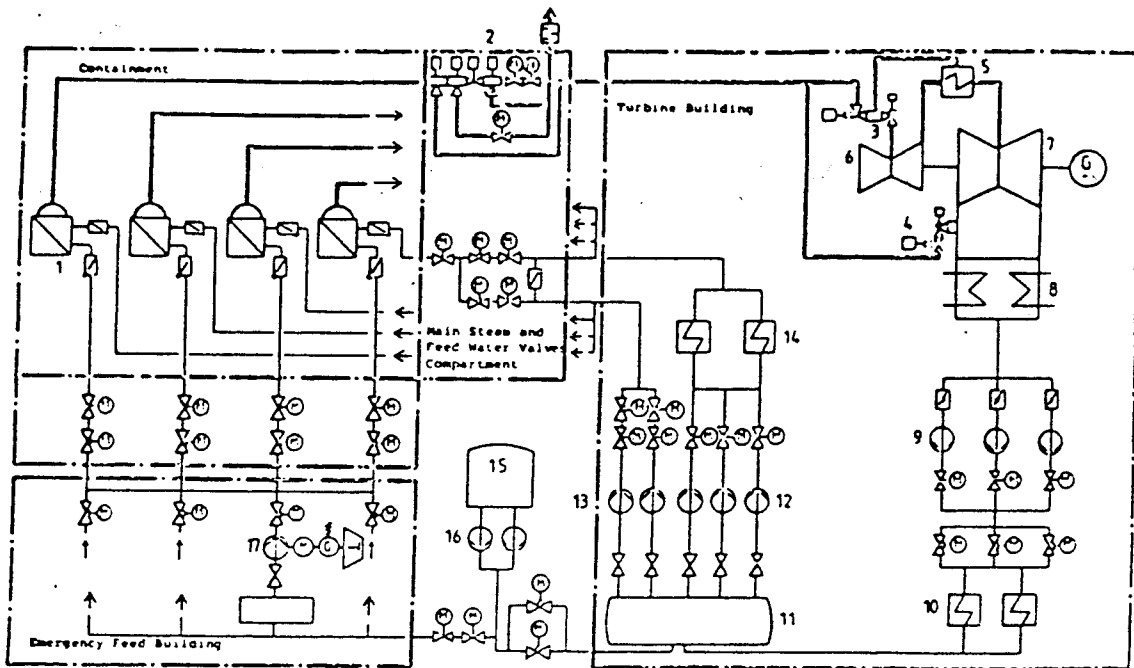 Containment
2
Turbine Building
5
3
6
7
G
4
1
8
Main Steam and
Feed Water Valves
Compartment
14
9
15
13
12
16
17
G
10
11
Emergency Feed Building